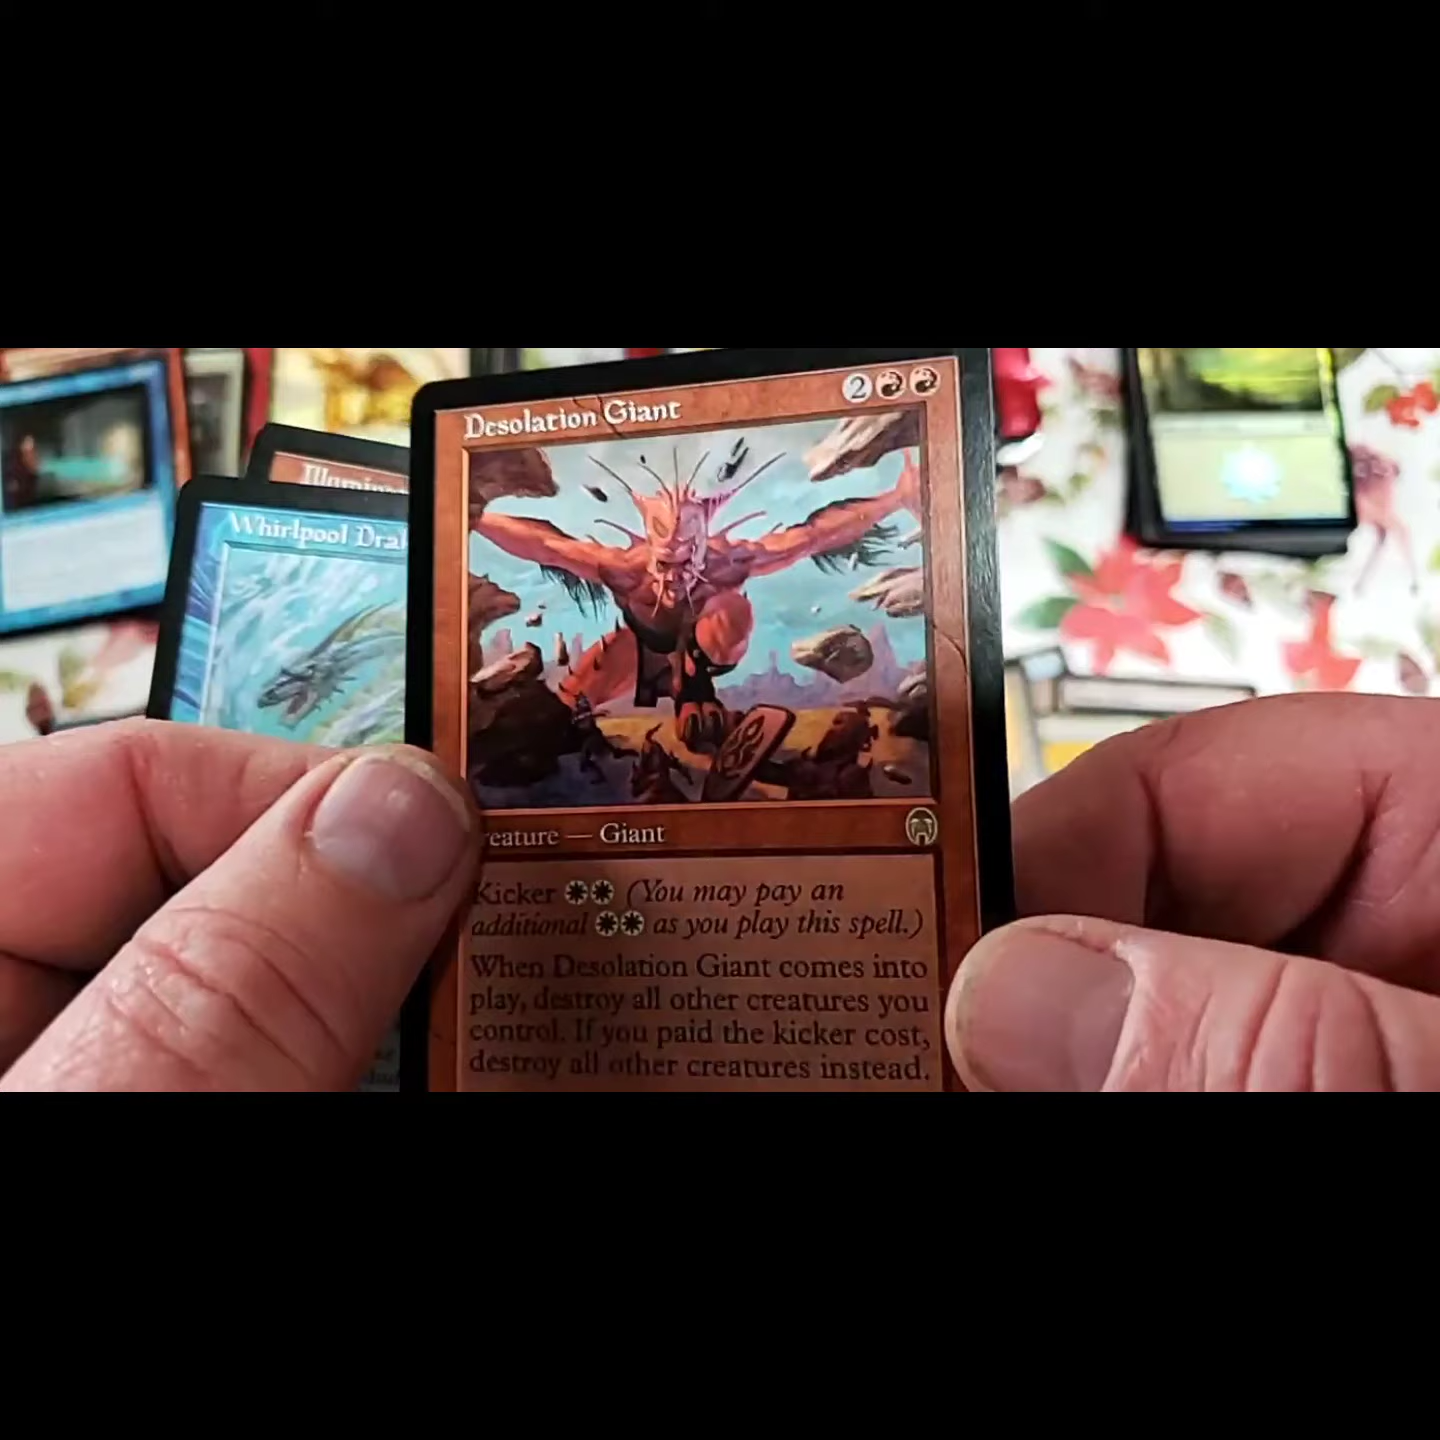 Desolation Giant
2
Illumina
Whirlpool Dra
reature — Giant
Kicker (You may pay an
additional as you play this spell.)
When Desolation Giant comes into
play, destroy all other creatures you
control. If you paid the kicker cost,
destroy all other creatures instead.